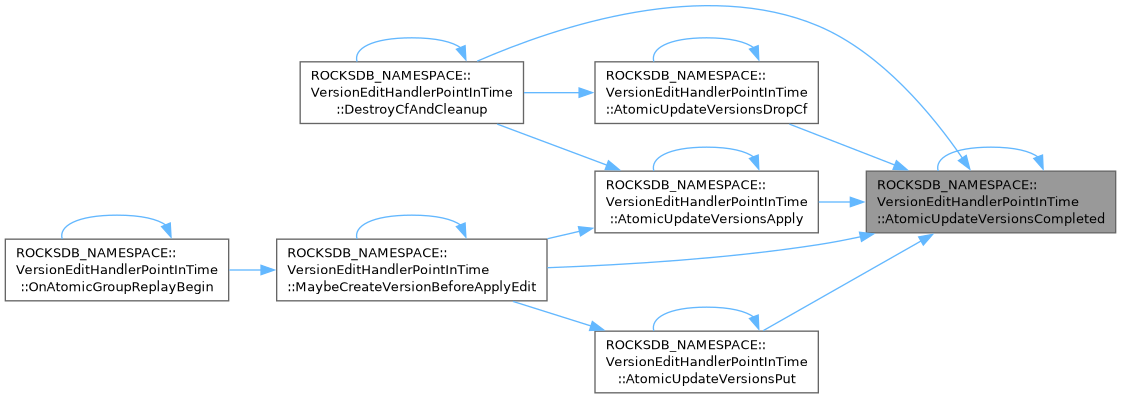 ROCKSDB_NAMESPACE::
VersionEditHandlerPointInTime
::DestroyCfAndCleanup
ROCKSDB_NAMESPACE::
VersionEditHandlerPointInTime
::AtomicUpdateVersionsDropCf
ROCKSDB_NAMESPACE::
VersionEditHandlerPointInTime
::AtomicUpdateVersionsApply
ROCKSDB_NAMESPACE::
VersionEditHandlerPointInTime
::AtomicUpdateVersionsCompleted
ROCKSDB_NAMESPACE::
VersionEditHandlerPointInTime
::OnAtomicGroupReplayBegin
ROCKSDB_NAMESPACE::
VersionEditHandlerPointInTime
::MaybeCreateVersionBeforeApplyEdit
ROCKSDB_NAMESPACE::
VersionEditHandlerPointInTime
::AtomicUpdateVersionsPut